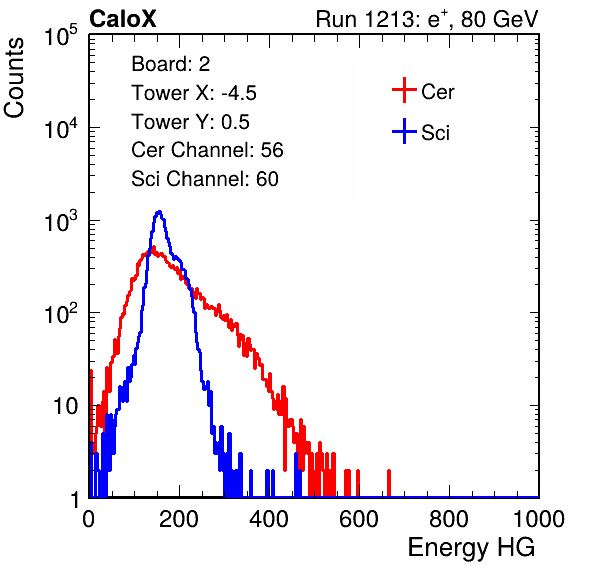 CaloX Run 1213: e⁺, 80 GeV
Counts
Board: 2
Tower X: -4.5
Tower Y: 0.5
Cer Channel: 56
Sci Channel: 60
Cer
Sci
10⁵
10⁴
10³
10²
10
1
0 200 400 600 800 1000
Energy HG